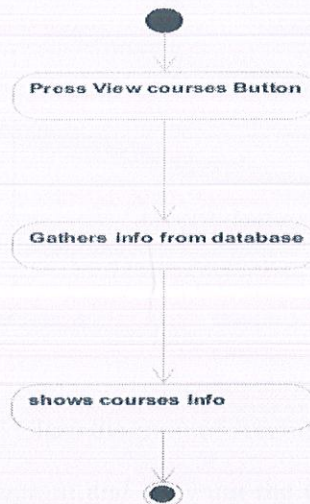 Press View courses Button
Gathers Info from database
shows courses Info